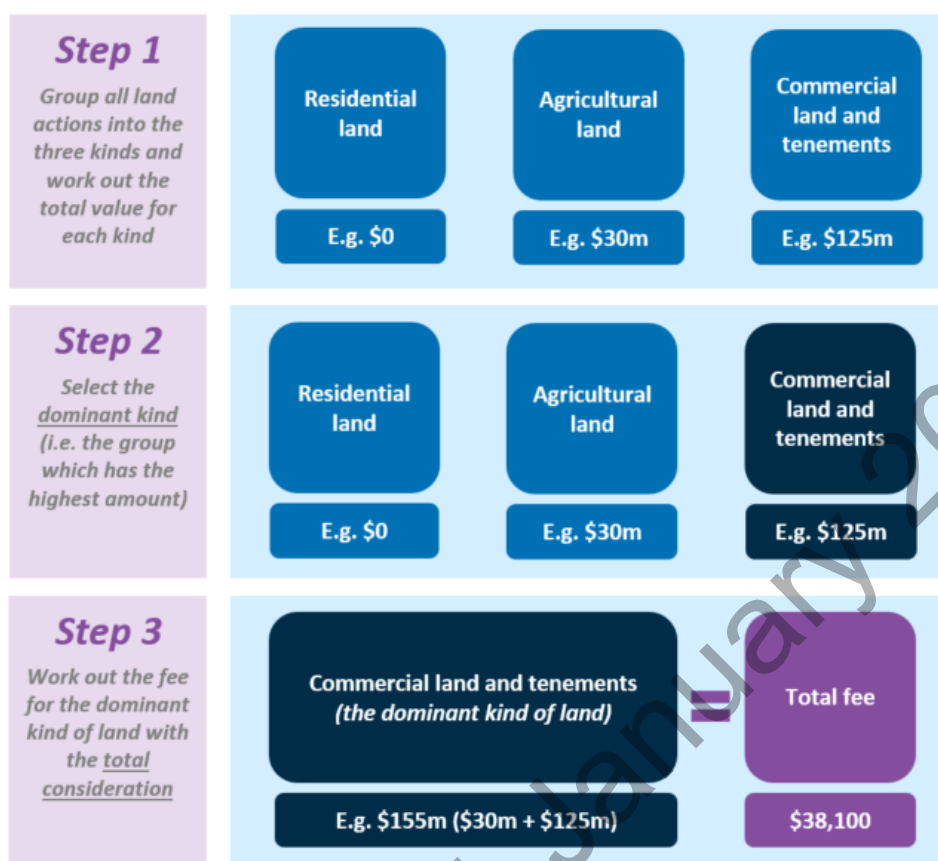 Step 1
Group all land
actions into the
three kinds and
work out the
total value for
each kind
Residential
land
E.g. $0
Agricultural
land
E.g. $30m
Commercial
land and
tenements
E.g. $125m
Step 2
Select the
dominant kind
(i.e. the group
which has the
highest amount)
Residential
land
E.g. $0
Agricultural
land
E.g. $30m
Commercial
land and
tenements
E.g. $125m
Step 3
Work out the fee
for the dominant
kind of land with
the total
consideration
Commercial land and tenements
(the dominant kind of land)
E.g. $155m ($30m + $125m)
=
Total fee
$38,100
January